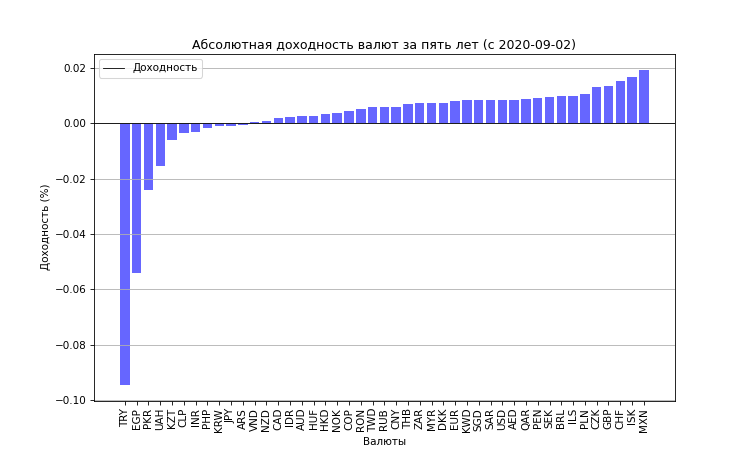 Абсолютная доходность валют за пять лет (с 2020-09-02)
Доходность
0.02
0.00
−0.02
−0.04
−0.06
−0.08
−0.10
Доходность (%)
TRY
EGP
PKR
UAH
KZT
CLP
INR
PHP
KRW
JPY
ARS
VND
NZD
CAD
IDR
AUD
HUF
HKD
NOK
COP
RON
TWD
RUB
CNY
THB
ZAR
MYR
DKK
EUR
KWD
SGD
SAR
USD
AED
QAR
PEN
SEK
BRL
ILS
PLN
CZK
GBP
CHF
ISK
MXN
Валюты